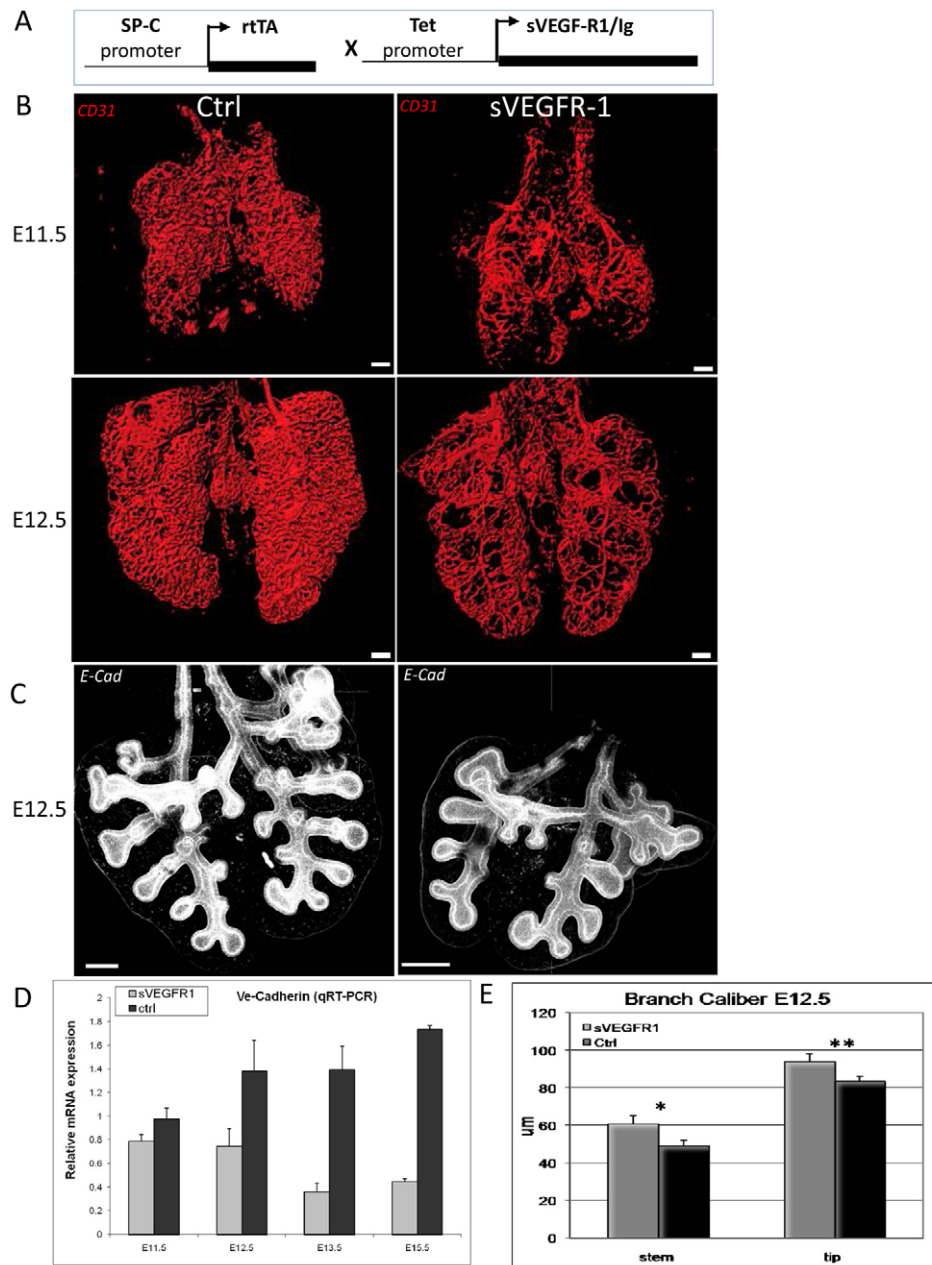 A
SP-C
promoter
rtTA
X
Tet
promoter
sVEGF-R1/Ig
B
CD31
Ctrl
sVEGFR-1
E11.5
E12.5
C
E-Cad
E-Cad
E12.5
D
Ve-Cadherin (qRT-PCR)
sVEGFR1
ctrl
Relative mRNA expression
2
1.8
1.6
1.4
1.2
1
0.8
0.6
0.4
0.2
0
E11.5
E12.5
E13.5
E15.5
E
Branch Caliber E12.5
sVEGFR1
Ctrl
um
120
100
80
60
40
20
0
*
**
stem
tip